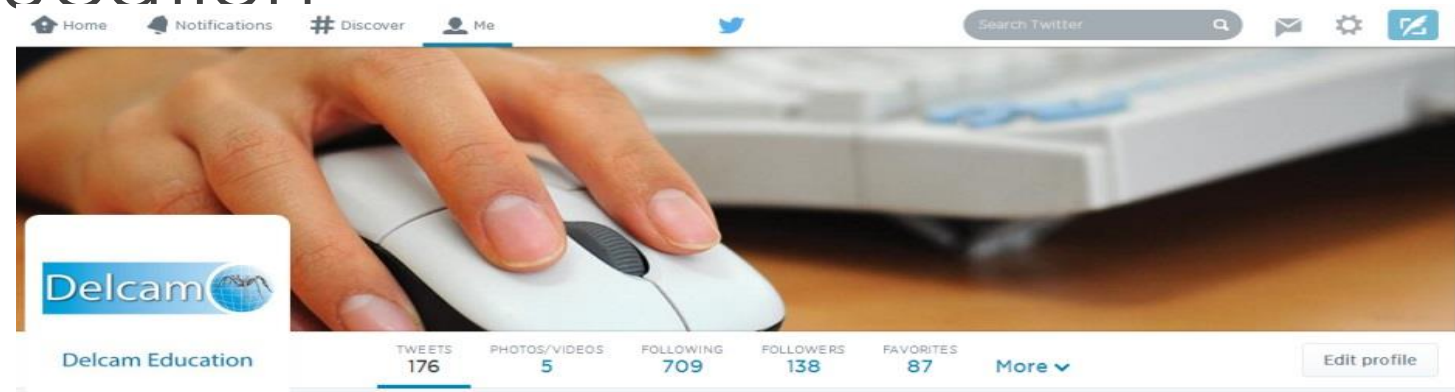 Home Notifications # Discover Me Search Twitter
Delcam
Delcam Education
TWEETS PHOTOS/VIDEOS FOLLOWING FOLLOWERS FAVORITES
176 5 709 138 87 More Edit profile